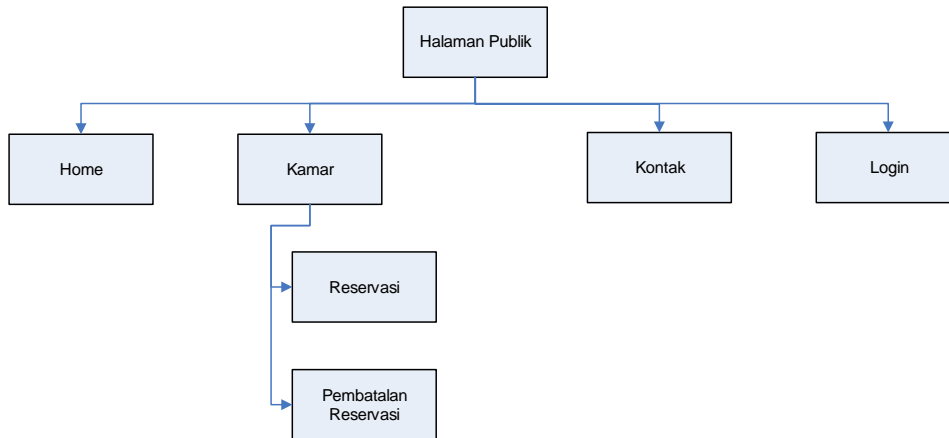 Halaman Publik
Home
Kamar
Kontak
Login
Reservasi
Pembatalan
Reservasi